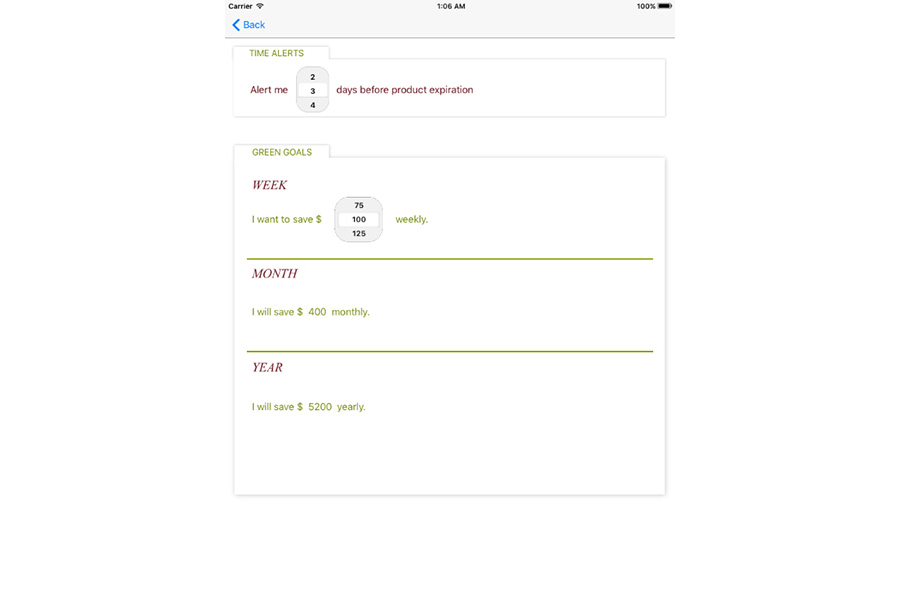 Carrier 1:06 AM 100%
Back
TIME ALERTS
2
Alert me 3 days before product expiration
4
GREEN GOALS
WEEK
75
I want to save $ 100 weekly.
125
MONTH
I will save $ 400 monthly.
YEAR
I will save $ 5200 yearly.